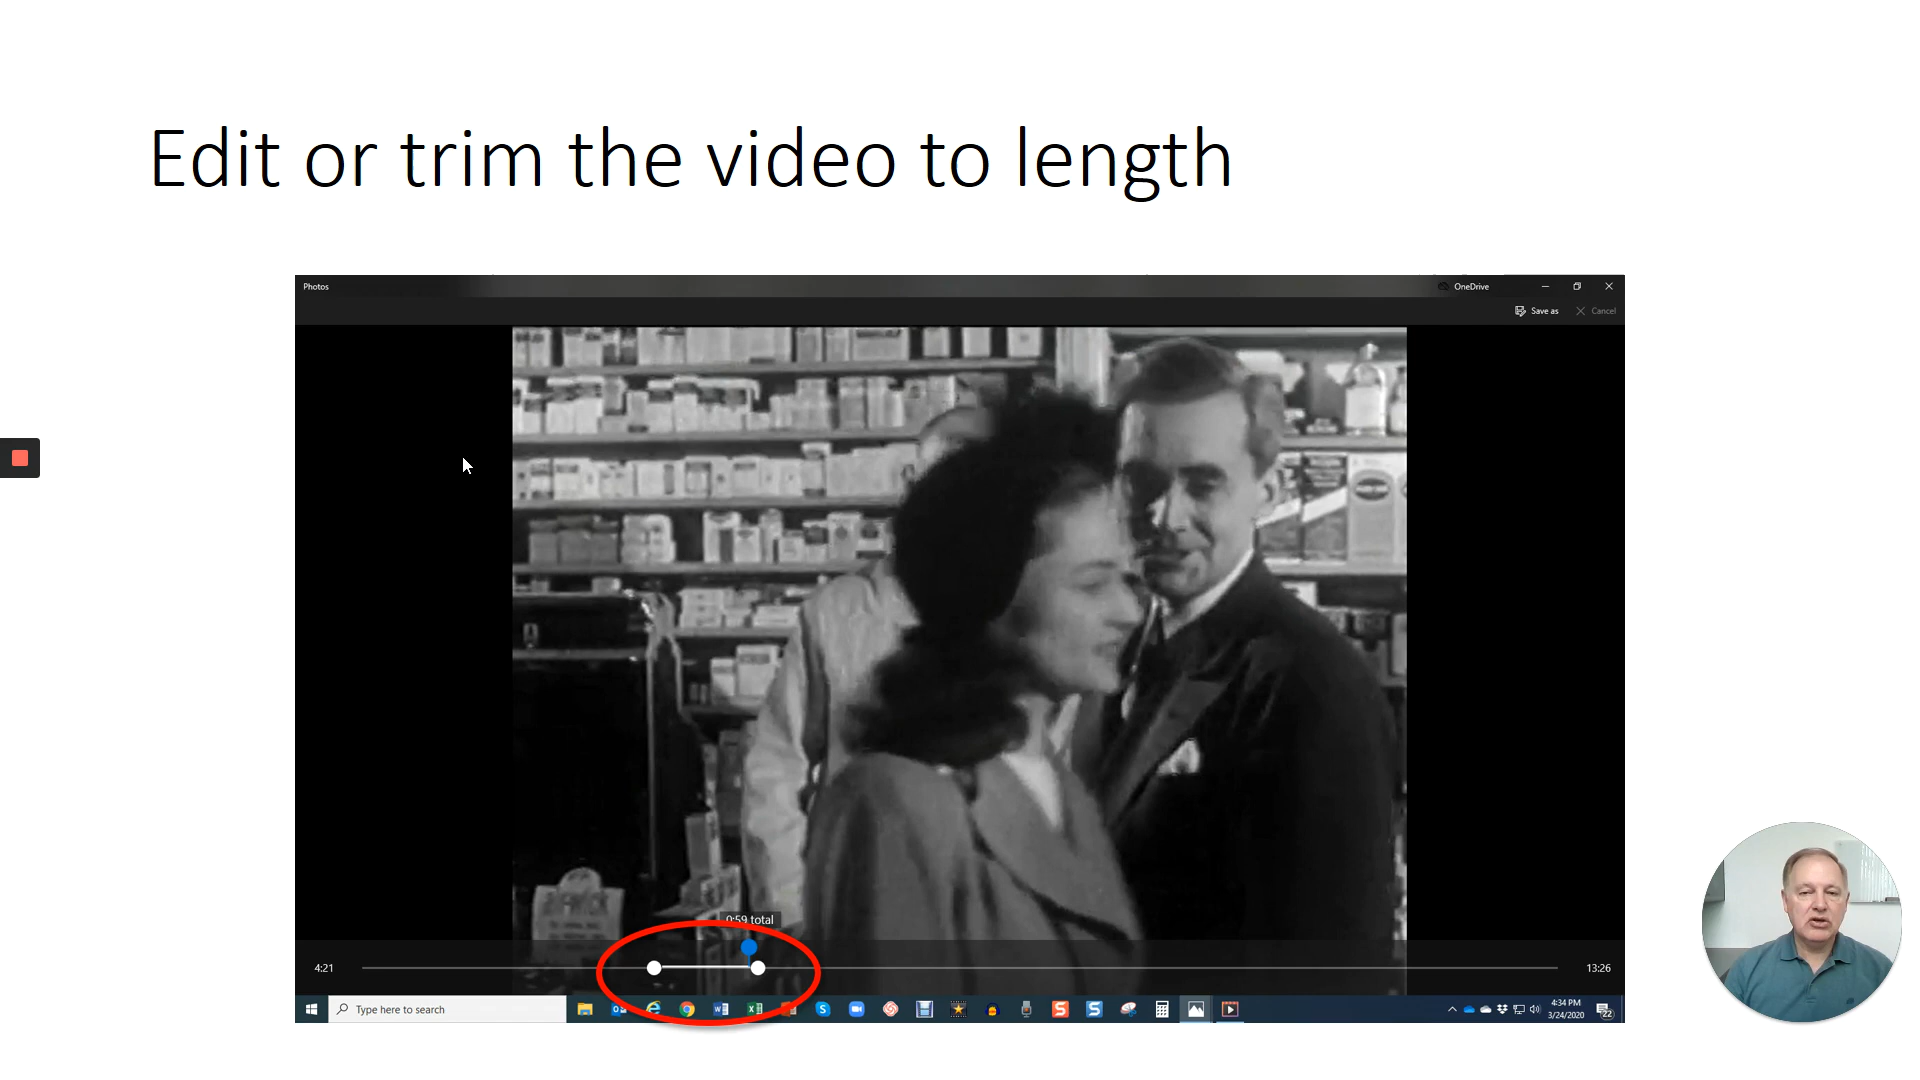 Edit or trim the video to length
Photos
OneDrive
Save as
Cancel
0:59 total
4:21
13:26
Type here to search
4:34 PM
3/24/2020
22